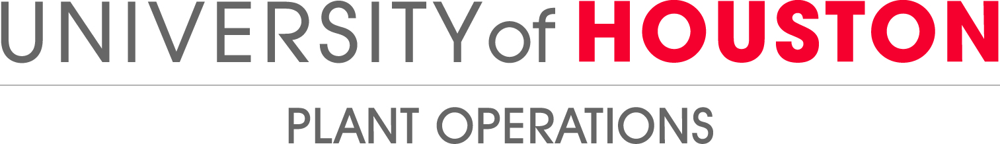 UNIVERSITY of HOUSTON
PLANT OPERATIONS